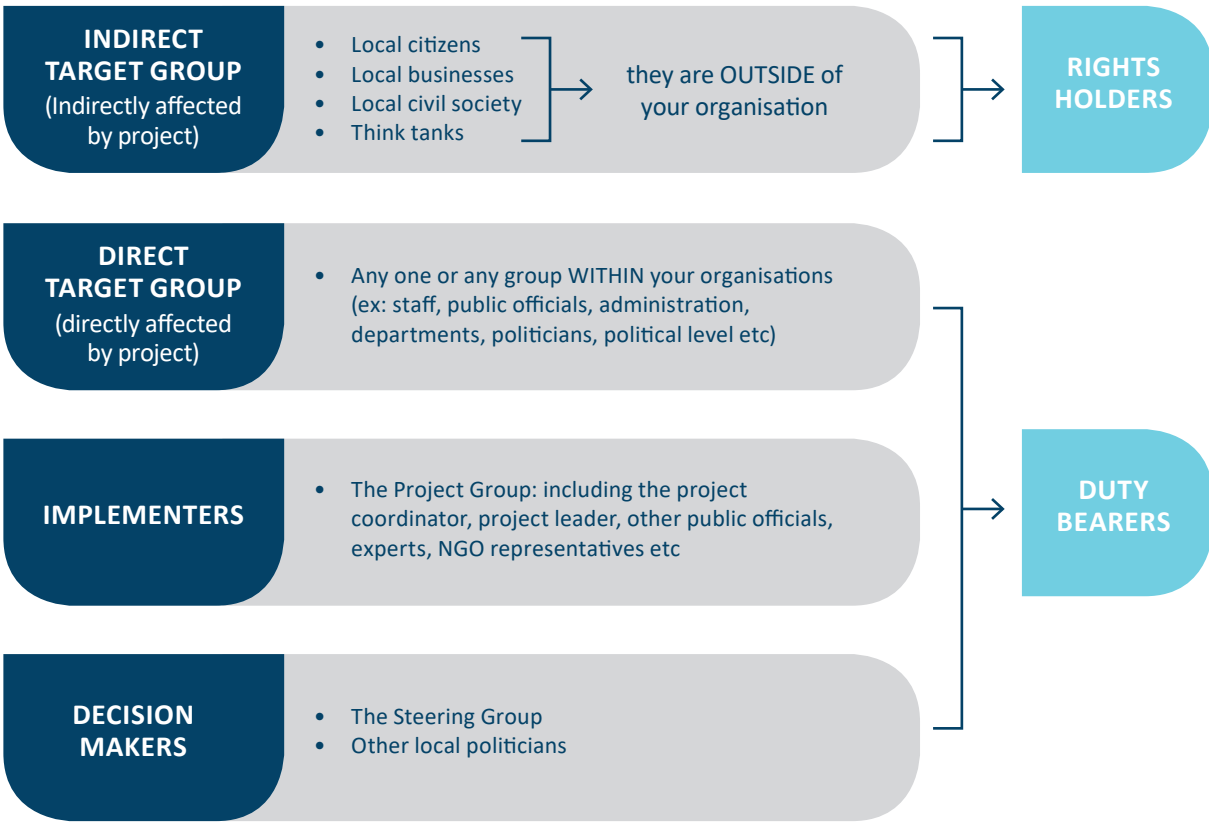 INDIRECT
TARGET GROUP
(Indirectly affected
by project)
• Local citizens
• Local businesses
• Local civil society
• Think tanks
they are OUTSIDE of
your organisation
RIGHTS
HOLDERS
DIRECT
TARGET GROUP
(directly affected
by project)
• Any one or any group WITHIN your organisations
(ex: staff, public officials, administration,
departments, politicians, political level etc)
IMPLEMENTERS
• The Project Group: including the project
coordinator, project leader, other public officials,
experts, NGO representatives etc
DUTY
BEARERS
DECISION
MAKERS
• The Steering Group
• Other local politicians